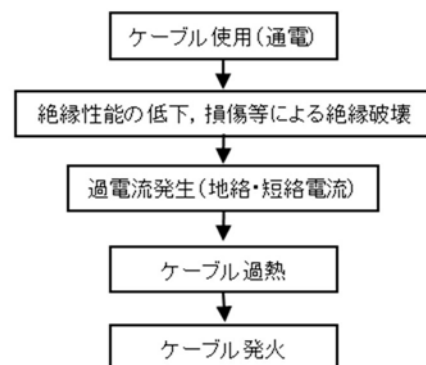 ケーブル使用(通電)
絶縁性能の低下,損傷等による絶縁破壊
過電流発生(地絡・短絡電流)
ケーブル過熱
ケーブル発火